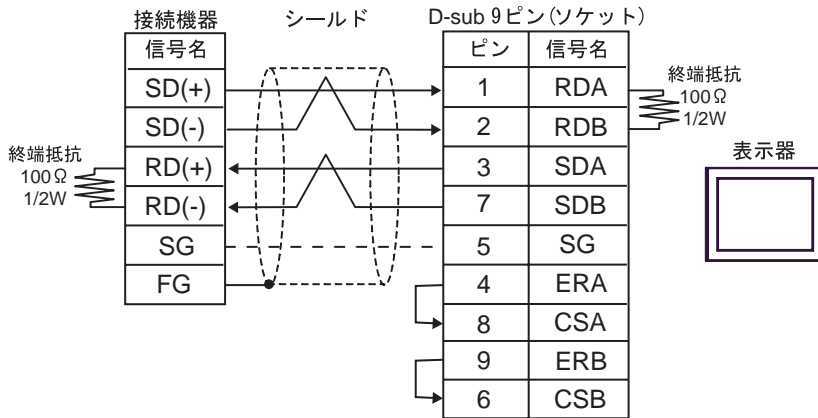 接続機器
シールド
D-sub 9ピン(ソケット)
信号名
SD(+)
SD(-)
RD(+)
RD(-)
SG
FG
終端抵抗
100Ω
1/2W
ピン 信号名
1 RDA
2 RDB
3 SDA
7 SDB
5 SG
4 ERA
8 CSA
9 ERB
6 CSB
終端抵抗
100Ω
1/2W
表示器